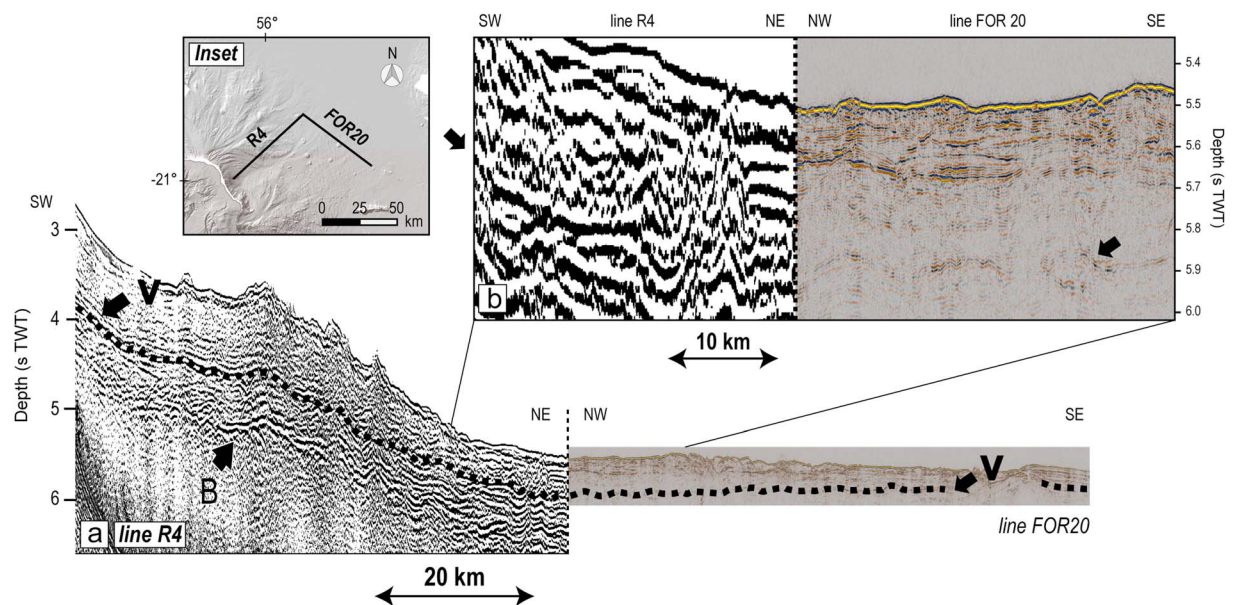 56°
Inset
N
R4
FOR20
-21°
0 25 50
km
SW line R4 NE NW line FOR 20 SE
5.4
5.5
5.6
5.7
5.8
5.9
6.0
Depth (s TWT)
b
10 km
SW
3
4
5
6
Depth (s TWT)
V
B
NE NW SE
V
a line R4
line FOR20
20 km